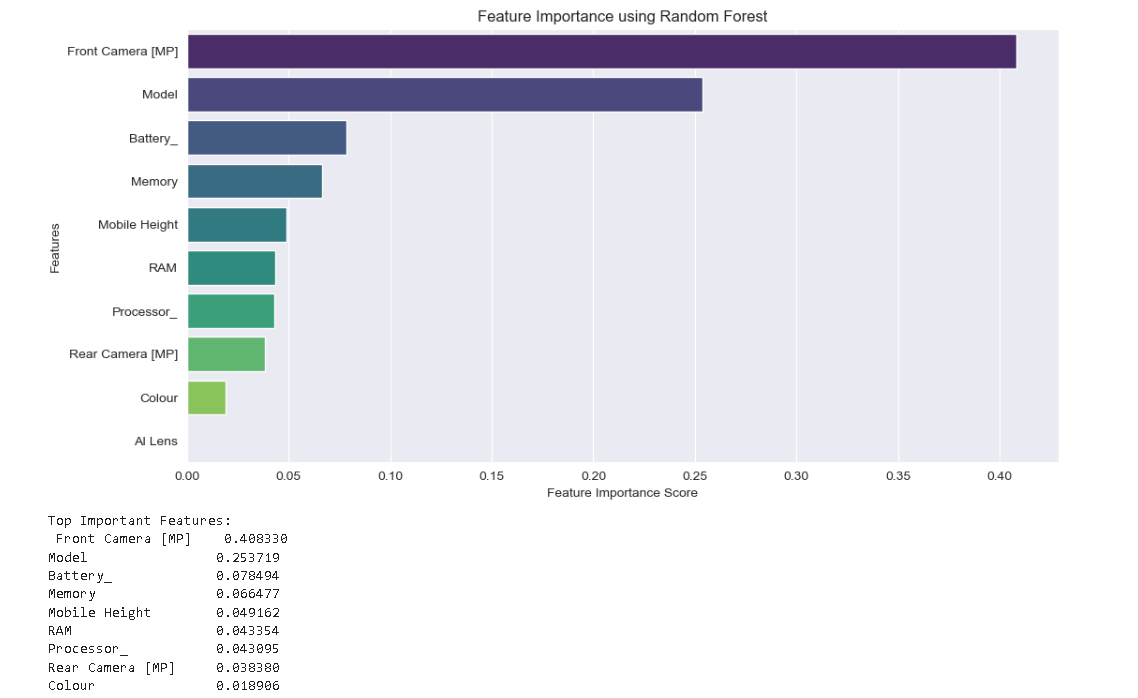 Feature Importance using Random Forest
Front Camera [MP]
Model
Battery_
Memory
Mobile Height
RAM
Processor_
Rear Camera [MP]
Colour
AI Lens
Features
0.00 0.05 0.10 0.15 0.20 0.25 0.30 0.35 0.40
Feature Importance Score
Top Important Features:
Front Camera [MP] 0.408330
Model 0.253719
Battery_ 0.078494
Memory 0.066477
Mobile Height 0.049162
RAM 0.043354
Processor_ 0.043095
Rear Camera [MP] 0.038380
Colour 0.018906